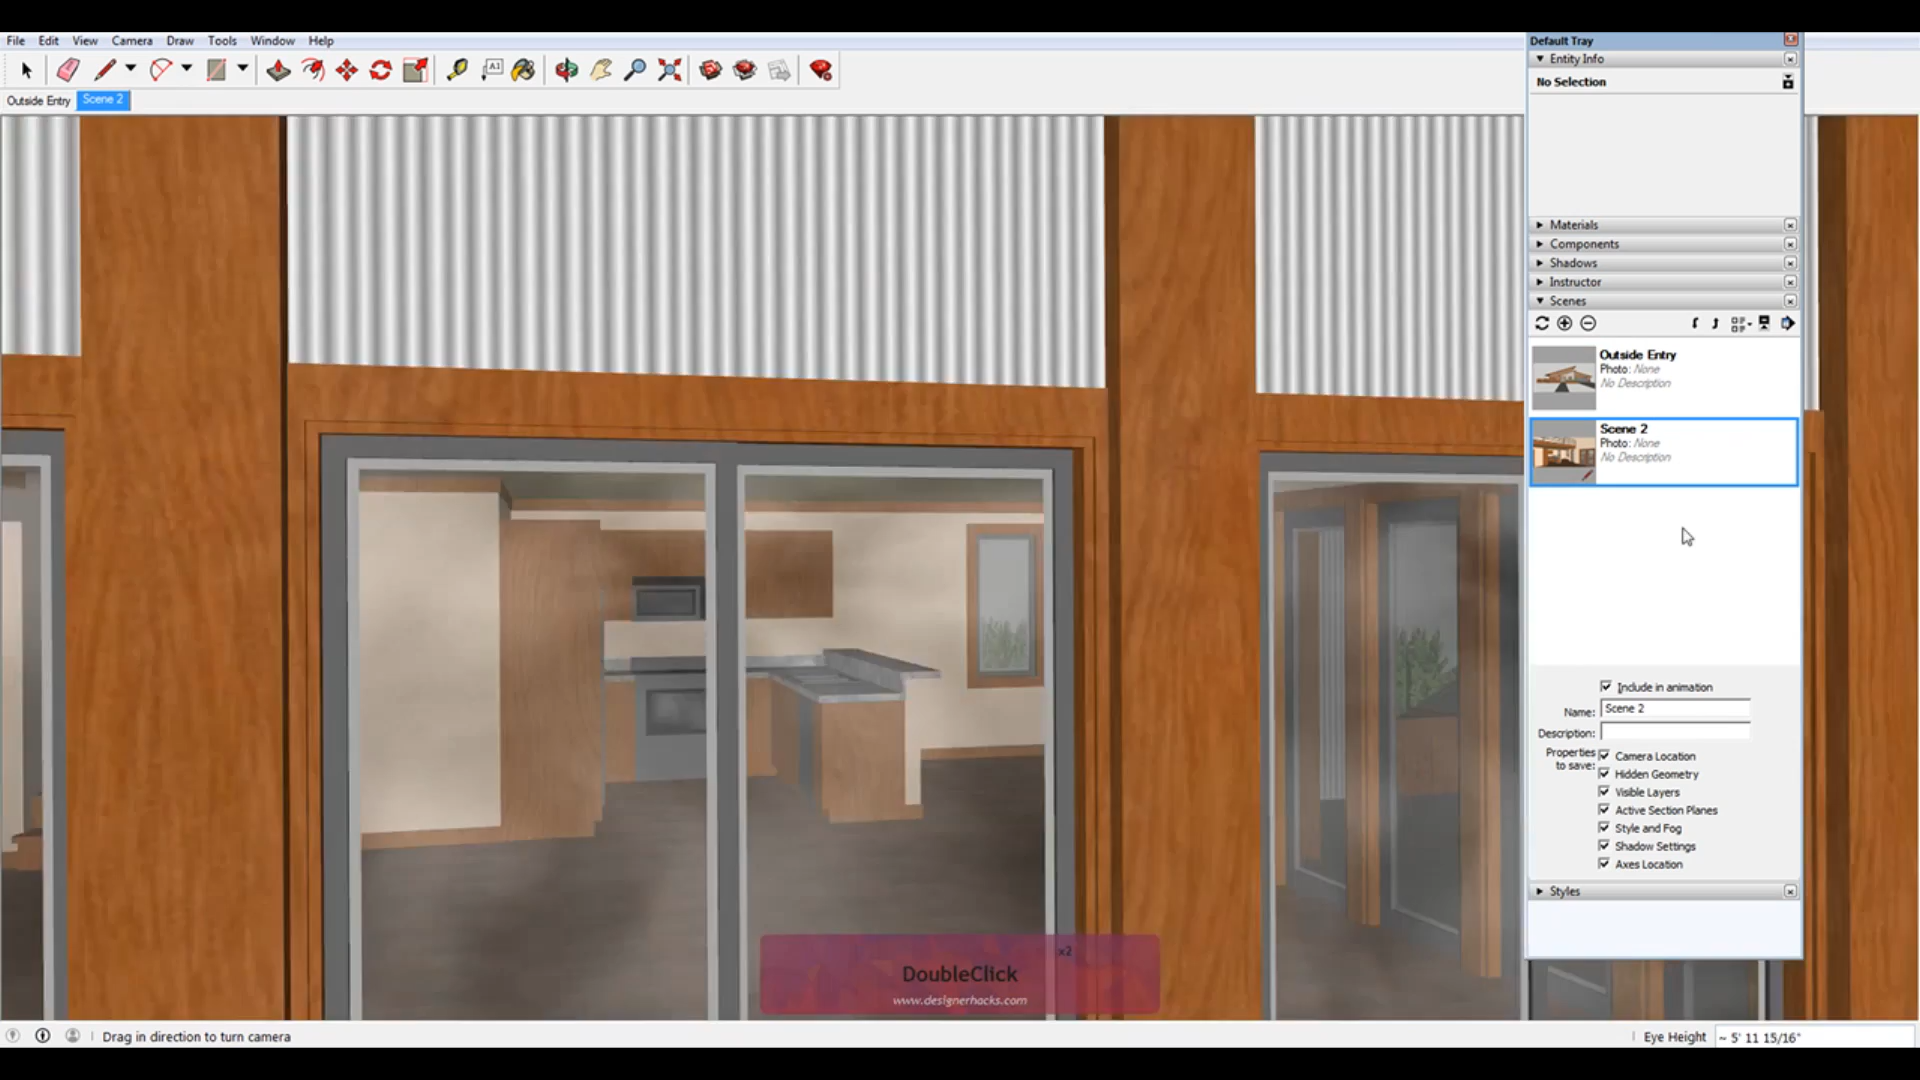 File Edit View Camera Draw Tools Window Help
Default Tray
Entity Info
No Selection
A1
Outside Entry Scene 2
Materials
Components
Shadows
Instructor
Scenes
Outside Entry
Photo: None
No Description
Scene 2
Photo: None
No Description
Include in animation
Name: Scene 2
Description:
Properties to save:
Camera Location
Hidden Geometry
Visible Layers
Active Section Planes
Style and Fog
Shadow Settings
Axes Location
Styles
x2
DoubleClick
www.designerhacks.com
Drag in direction to turn camera
Eye Height ~ 5' 11 15/16"